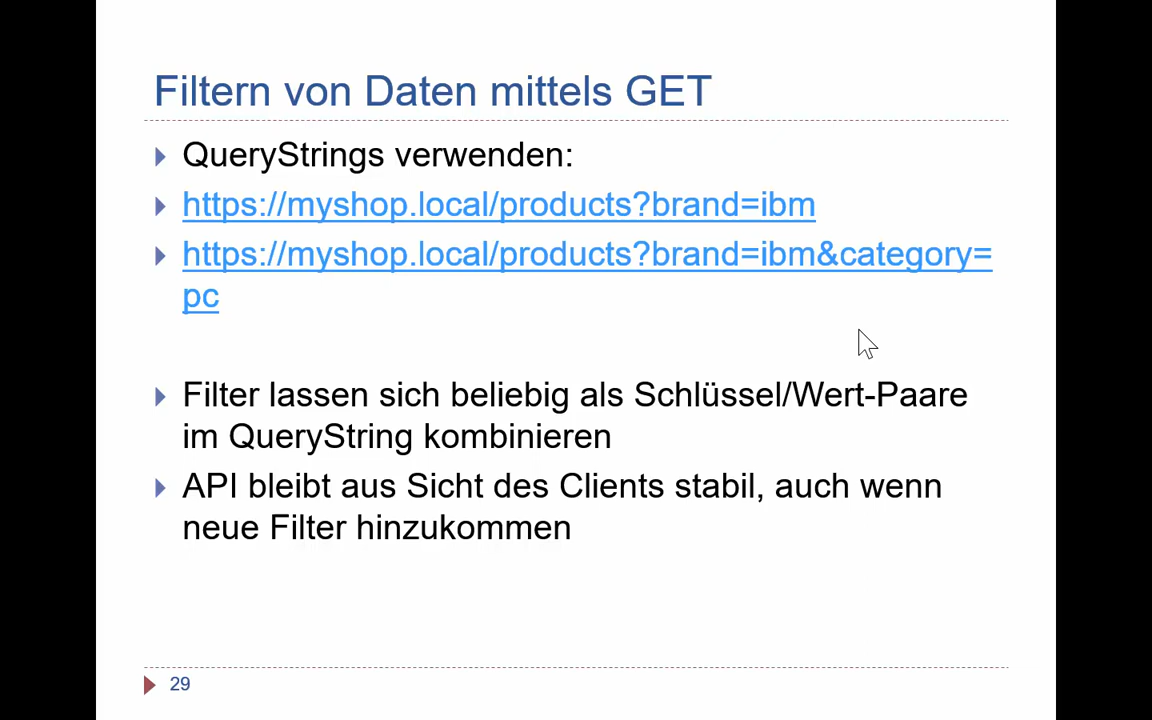 Filtern von Daten mittels GET
QueryStrings verwenden:
https://myshop.local/products?brand=ibm
https://myshop.local/products?brand=ibm&category=
pc
Filter lassen sich beliebig als Schlüssel/Wert-Paare
im QueryString kombinieren
API bleibt aus Sicht des Clients stabil, auch wenn
neue Filter hinzukommen
29